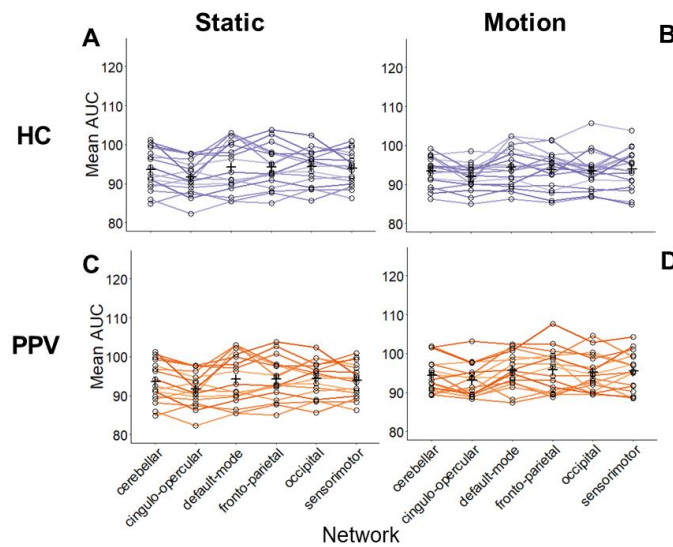 Static Motion
A B
HC
Mean AUC
120
110
100
90
80
120
110
100
90
80
C D
PPV
Mean AUC
120
110
100
90
80
120
110
100
90
80
cerebellar
cingulo-opercular
default-mode
fronto-parietal
occipital
sensorimotor
cerebellar
cingulo-opercular
default-mode
fronto-parietal
occipital
sensorimotor
Network